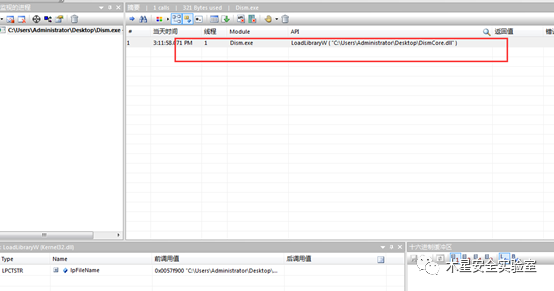 监视的进程
摘要 | 1 calls | 321 Bytes used | Dism.exe
C:\Users\Administrator\Desktop\Dism.exe
# 当天时间 线程 Module API 返回值
1 3:11:58.871 PM 1 Dism.exe LoadLibraryW ( "C:\Users\Administrator\Desktop\DismCore.dll" )
LoadLibraryW (Kernel32.dll)
十六进制缓冲区
Type Name 前调用值 后调用值
LPCTSTR lpFileName 0x0057f900 "C:\Users\Administrator\Desktop\...
木星安全实验室